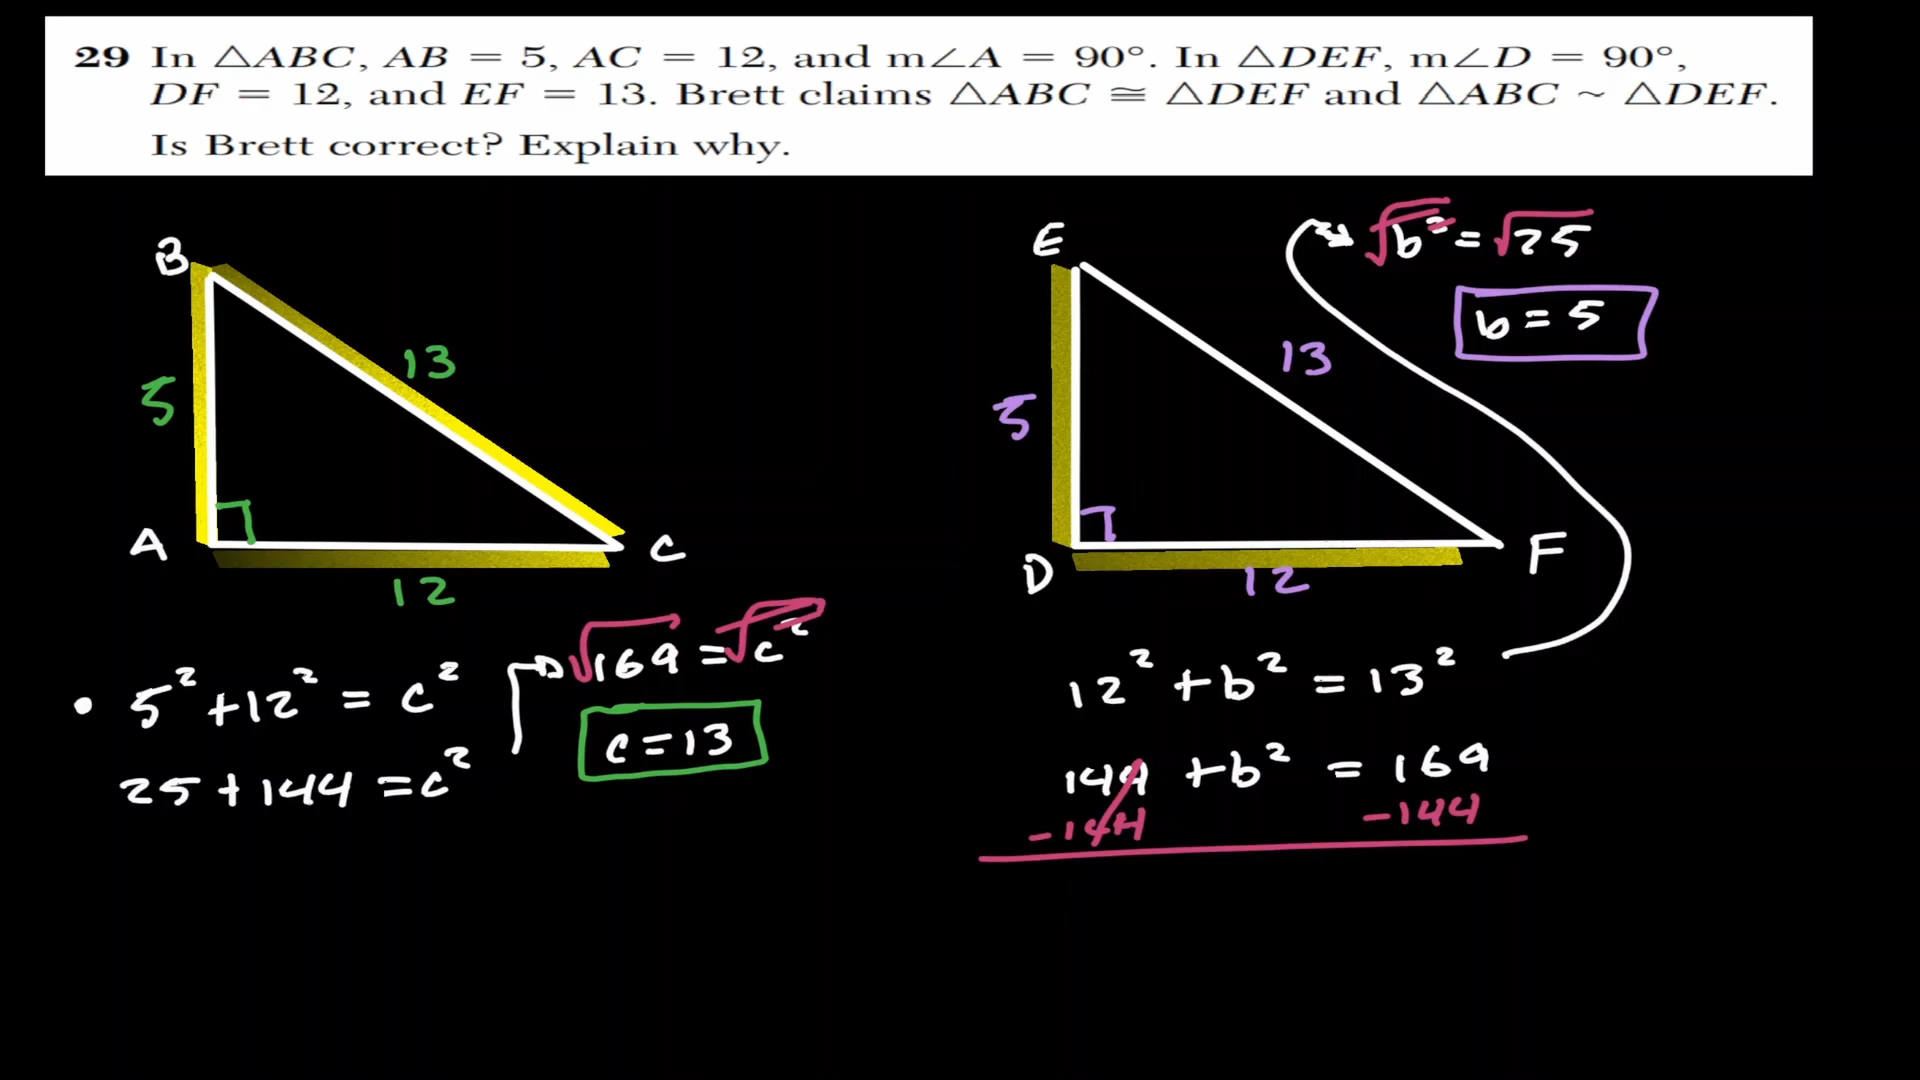 29 In △ABC, AB = 5, AC = 12, and m∠A = 90°. In △DEF, m∠D = 90°,
DF = 12, and EF = 13. Brett claims △ABC ≅ △DEF and △ABC ~ △DEF.
Is Brett correct? Explain why.
B
13
5
A
C
12
E
√b² = √25
b = 5
13
5
D
F
12
• 5² + 12² = c²
25 + 144 = c²
√169 = √c²
c = 13
12² + b² = 13²
144 + b² = 169
-144 -144